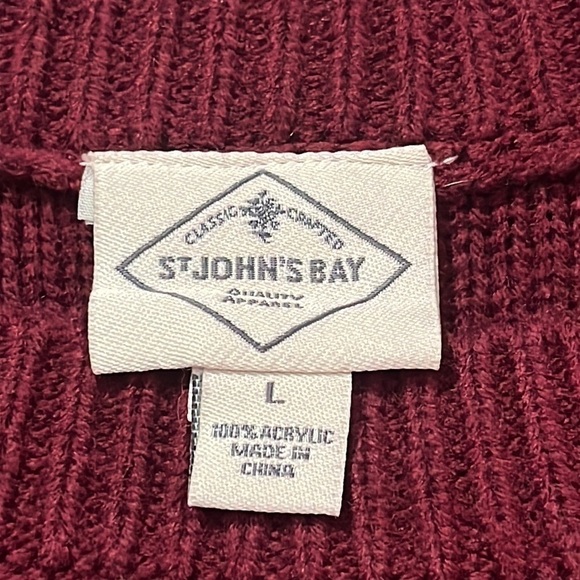 CLASSIC CRAFTED
ST JOHN'S BAY
QUALITY
APPAREL
L
100% ACRYLIC
MADE IN
CHINA